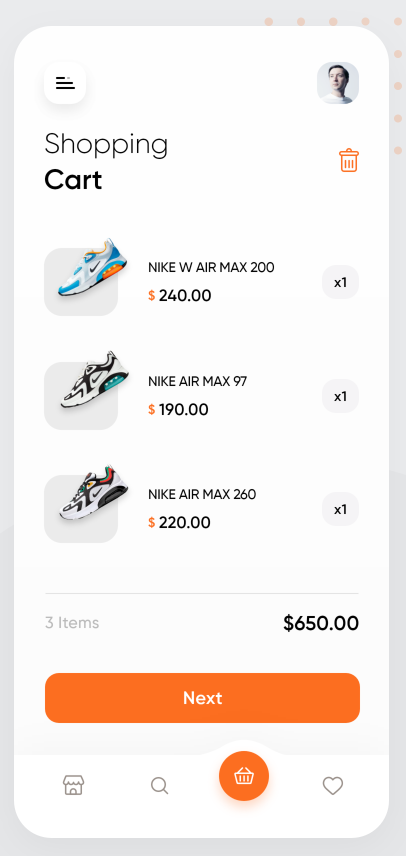 Shopping
Cart
NIKE W AIR MAX 200
$ 240.00
x1
NIKE AIR MAX 97
$ 190.00
x1
NIKE AIR MAX 260
$ 220.00
x1
3 Items
$650.00
Next